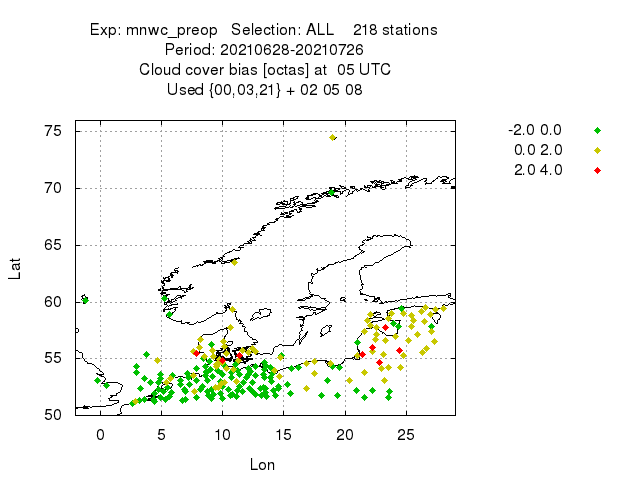 Exp: mnwc_preop   Selection: ALL    218 stations
Period: 20210628-20210726
Cloud cover bias [octas] at  05 UTC
Used {00,03,21} + 02 05 08
-2.0 0.0
0.0 2.0
2.0 4.0
75
70
65
60
55
50
Lat
0 5 10 15 20 25
Lon